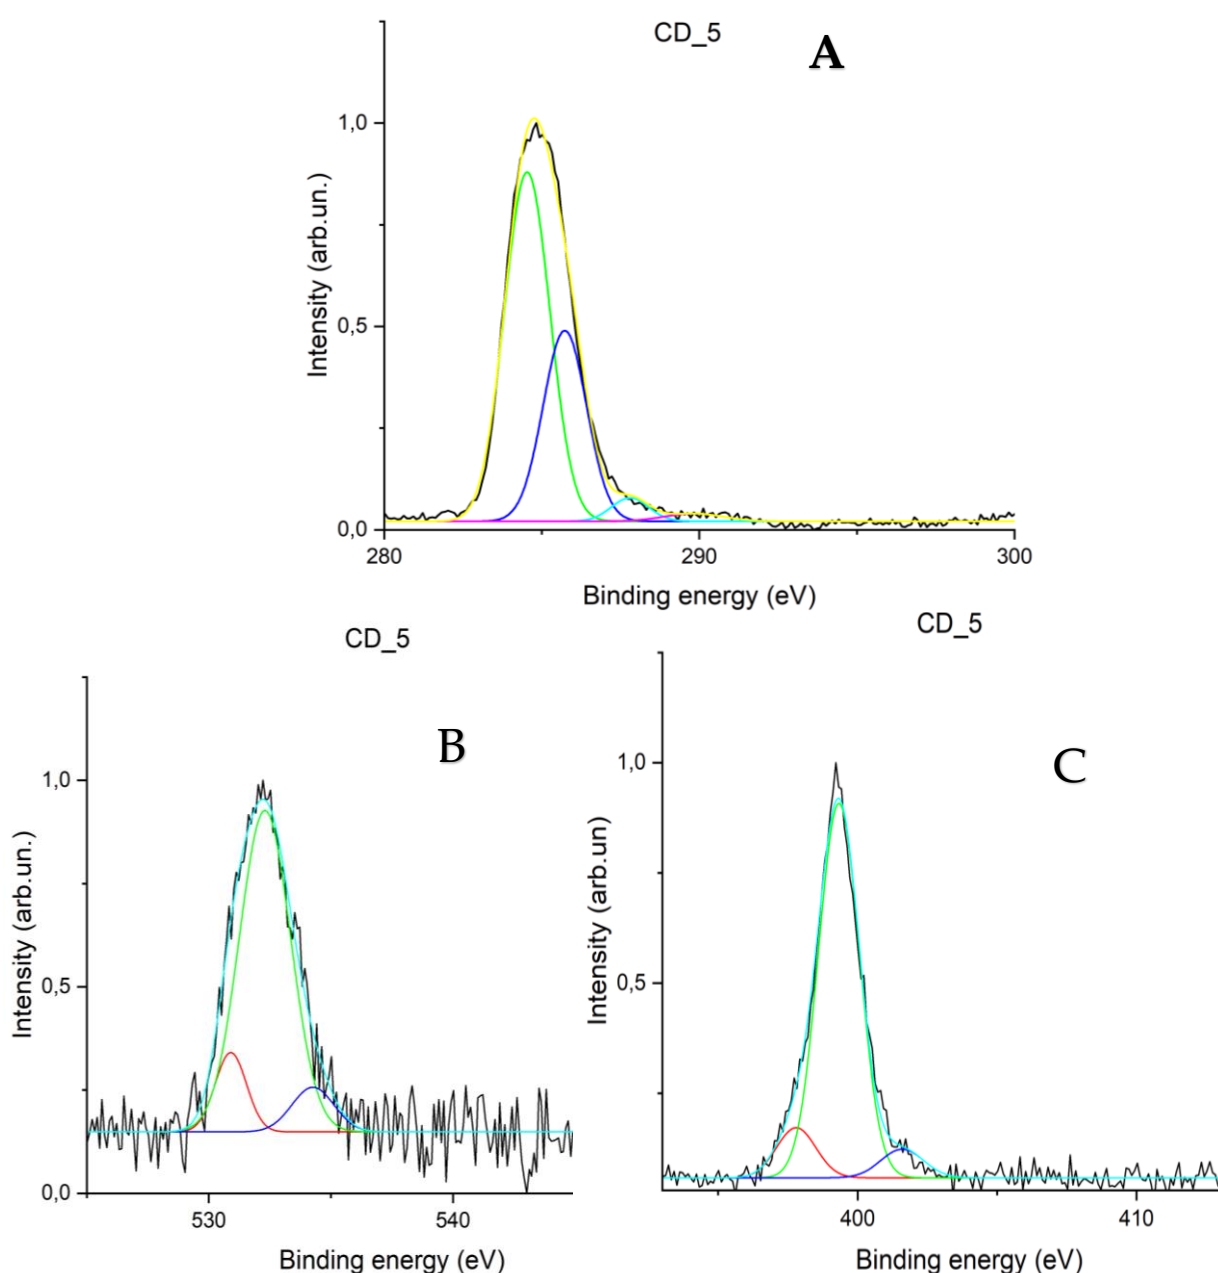 CD_5
A
1,0
0,5
0,0
Intensity (arb.un.)
280
290
300
Binding energy (eV)
CD_5
B
1,0
0,5
0,0
Intensity (arb.un.)
530
540
Binding energy (eV)
CD_5
C
1,0
0,5
Intensity (arb.un)
400
410
Binding energy (eV)